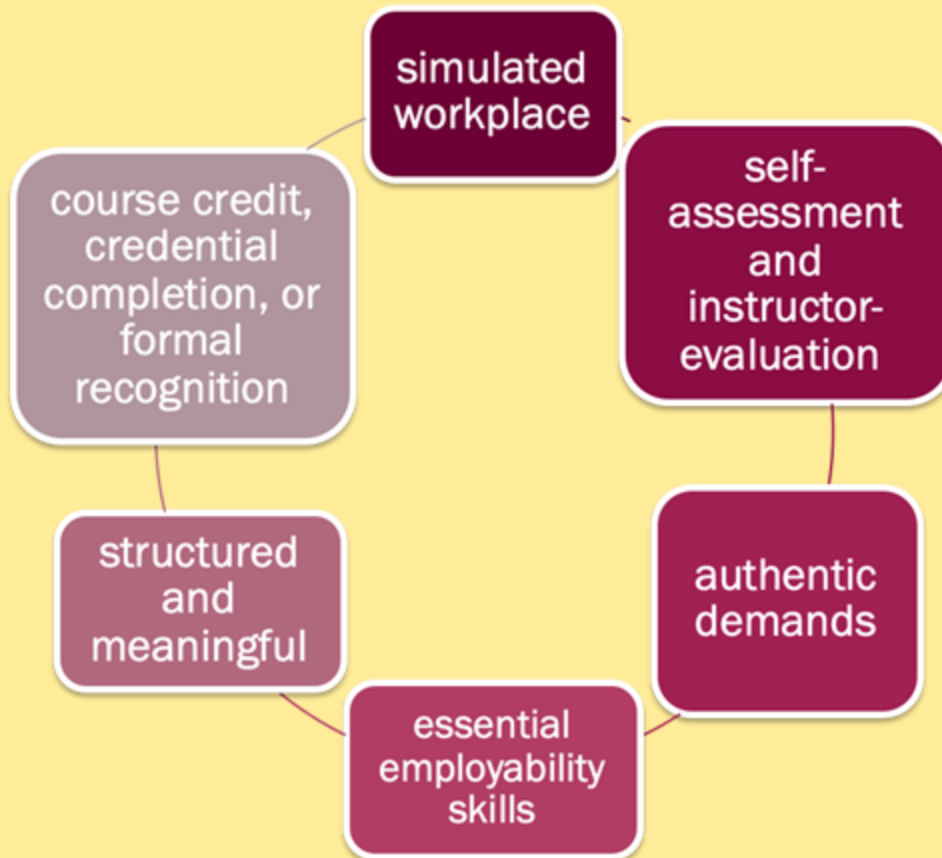 simulated
workplace
self-
assessment
and
instructor-
evaluation
authentic
demands
essential
employability
skills
structured
and
meaningful
course credit,
credential
completion, or
formal
recognition